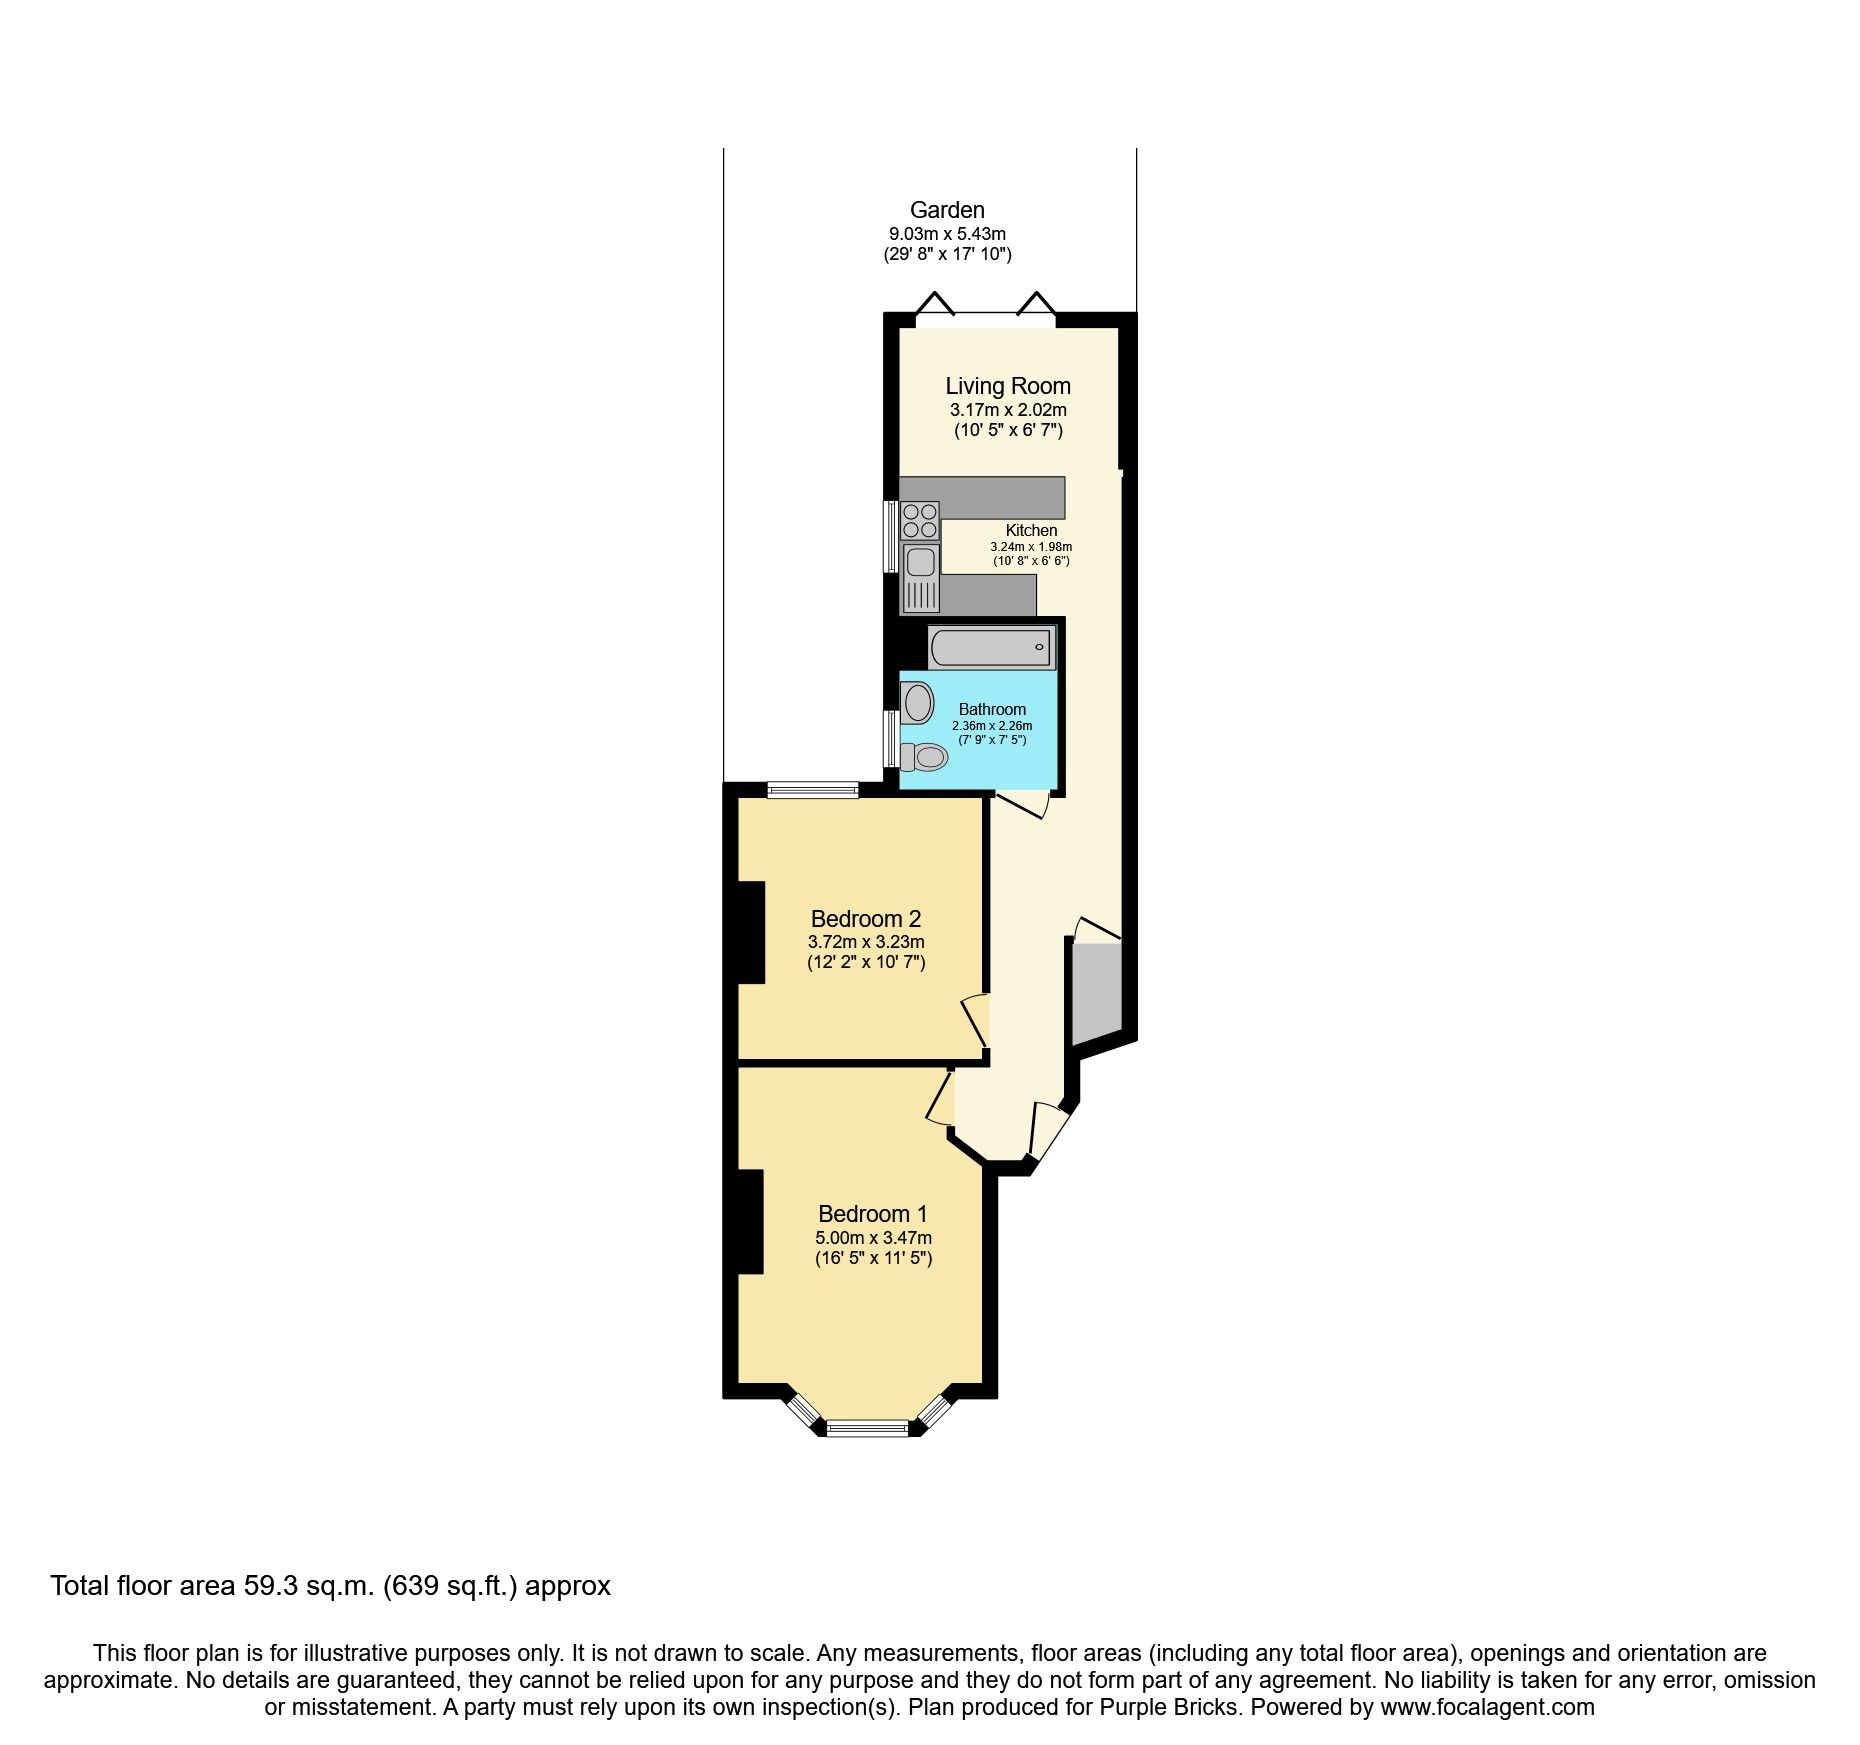 Garden
9.03m x 5.43m
(29' 8" x 17' 10")
Living Room
3.17m x 2.02m
(10' 5" x 6' 7")
Kitchen
3.24m x 1.98m
(10' 8" x 6' 6")
Bathroom
2.36m x 2.26m
(7' 9" x 7' 5")
Bedroom 2
3.72m x 3.23m
(12' 2" x 10' 7")
Bedroom 1
5.00m x 3.47m
(16' 5" x 11' 5")
Total floor area 59.3 sq.m. (639 sq.ft.) approx
This floor plan is for illustrative purposes only. It is not drawn to scale. Any measurements, floor areas (including any total floor area), openings and orientation are
approximate. No details are guaranteed, they cannot be relied upon for any purpose and they do not form part of any agreement. No liability is taken for any error, omission
or misstatement. A party must rely upon its own inspection(s). Plan produced for Purple Bricks. Powered by www.focalagent.com